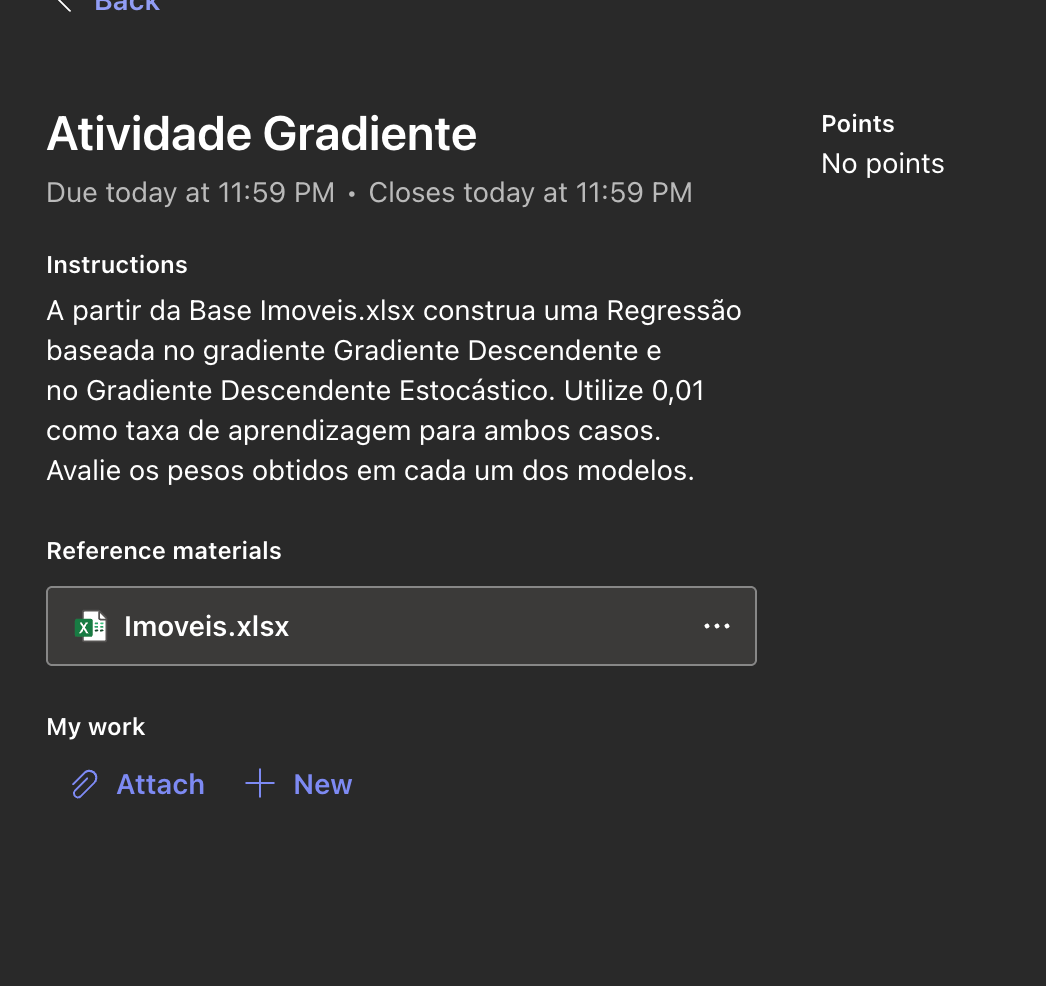 Back
Atividade Gradiente
Due today at 11:59 PM • Closes today at 11:59 PM
Points
No points
Instructions
A partir da Base Imoveis.xlsx construa uma Regressão
baseada no gradiente Gradiente Descendente e
no Gradiente Descendente Estocástico. Utilize 0,01
como taxa de aprendizagem para ambos casos.
Avalie os pesos obtidos em cada um dos modelos.
Reference materials
Imoveis.xlsx
My work
Attach
New